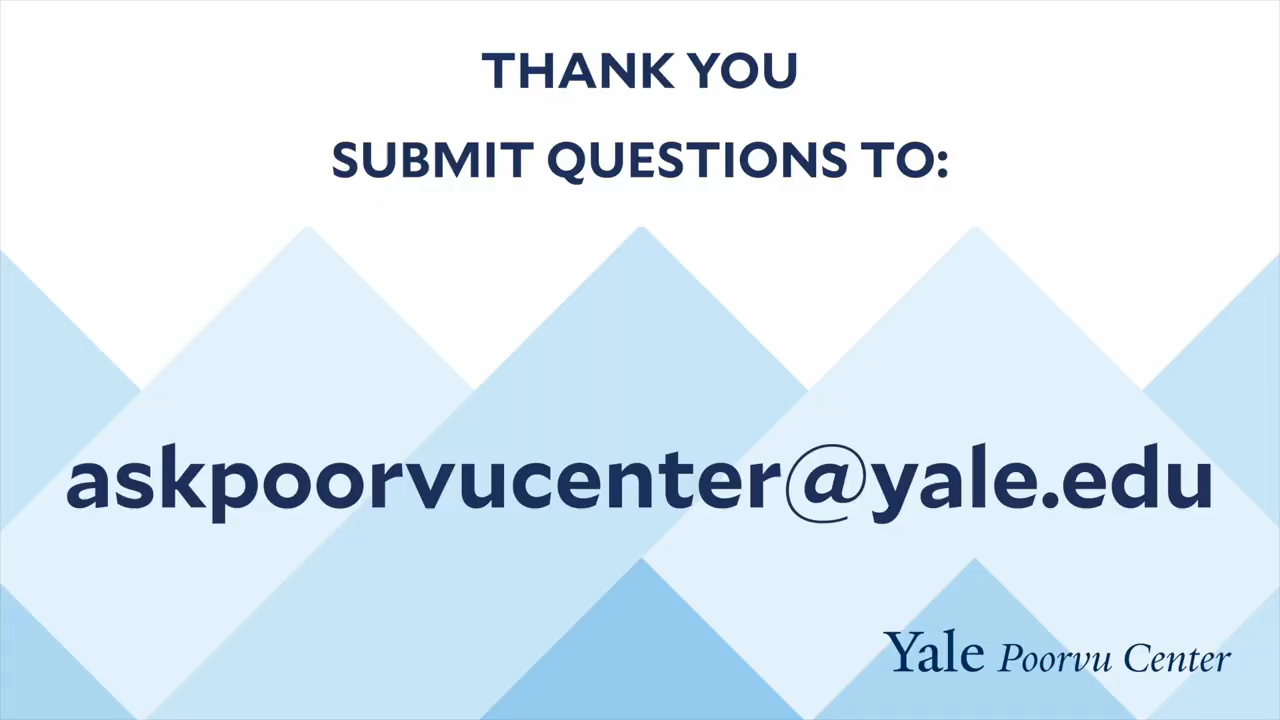 THANK YOU
SUBMIT QUESTIONS TO:
askpoorvucenter@yale.edu
Yale Poorvu Center